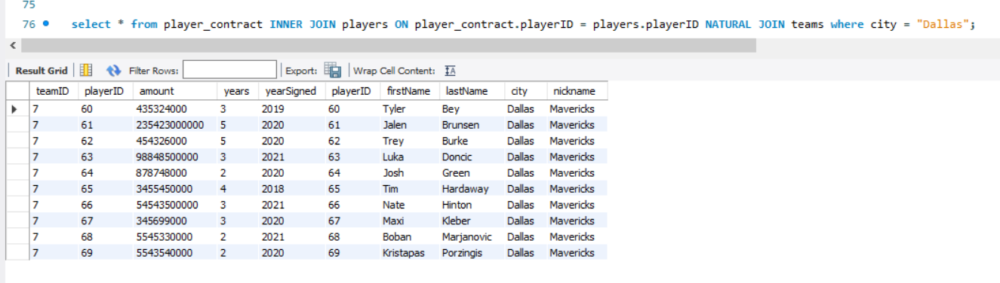 75
76 select * from player_contract INNER JOIN players ON player_contract.playerID = players.playerID NATURAL JOIN teams where city = "Dallas";
Result Grid Filter Rows: Export: Wrap Cell Content:
teamID playerID amount years yearSigned playerID firstName lastName city nickname
7 60 435324000 3 2019 60 Tyler Bey Dallas Mavericks
7 61 235423000000 5 2020 61 Jalen Brunsen Dallas Mavericks
7 62 454326000 5 2020 62 Trey Burke Dallas Mavericks
7 63 98848500000 3 2021 63 Luka Doncic Dallas Mavericks
7 64 878748000 2 2020 64 Josh Green Dallas Mavericks
7 65 3455450000 4 2018 65 Tim Hardaway Dallas Mavericks
7 66 54543500000 3 2021 66 Nate Hinton Dallas Mavericks
7 67 345699000 3 2020 67 Maxi Kleber Dallas Mavericks
7 68 5545330000 2 2021 68 Boban Marjanovic Dallas Mavericks
7 69 5543540000 2 2020 69 Kristapas Porzingis Dallas Mavericks